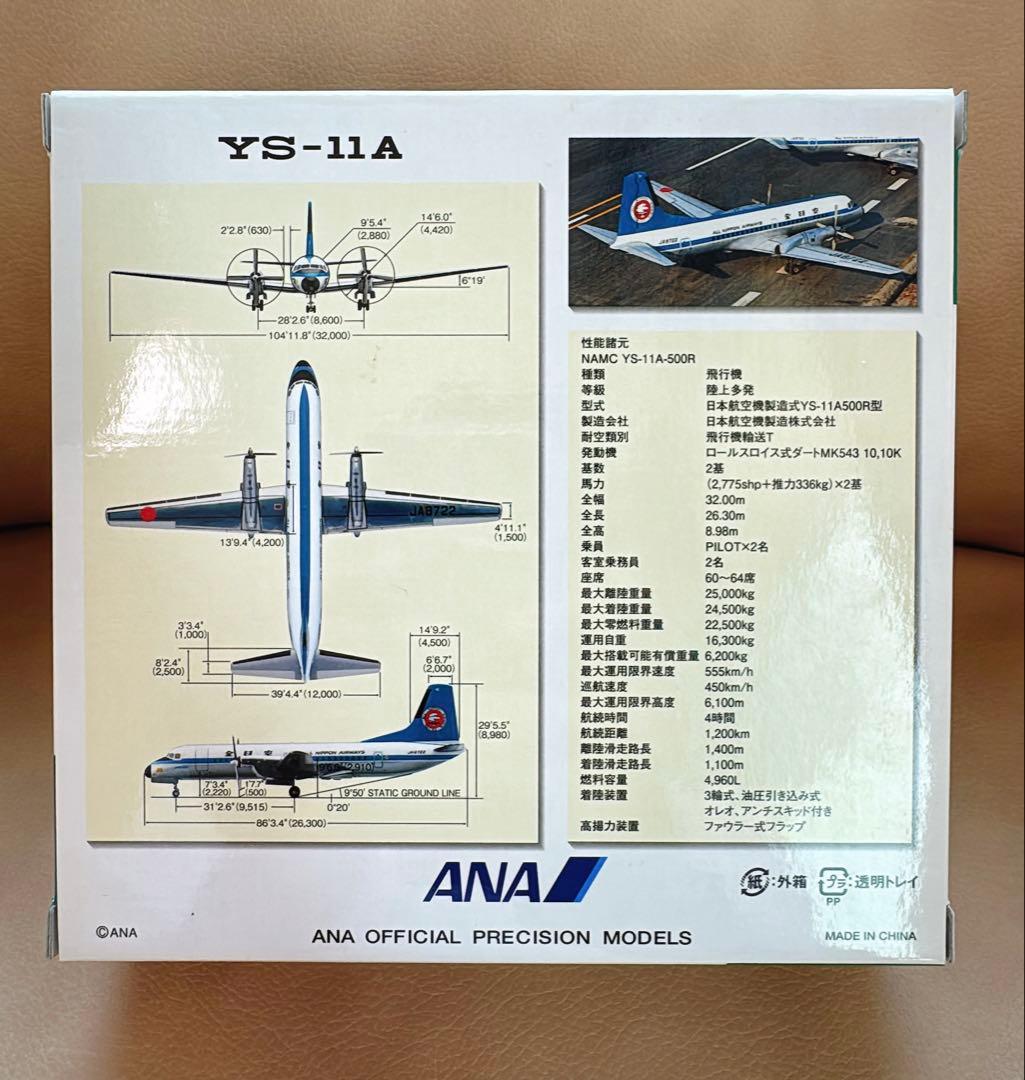 YS-11A
2'2.8"(630)
9'5.4"
(2,880)
14'6.0"
(4,420)
6°19'
28'2.6"(8,600)
104'11.8"(32,000)
JA8722
4'11.1"
(1,500)
13'9.4"(4,200)
3'3.4"
(1,000)
8'2.4"
(2,500)
39'4.4"(12,000)
14'9.2"
(4,500)
6'6.7"
(2,000)
29'5.5"
(8,980)
全日空
ALL NIPPON AIRWAYS
JA8722
(2,910)
7'3.4"
(2,220)
1'7.7"
(500)
9°50' STATIC GROUND LINE
31'2.6"(9,515)
0°20'
86'3.4"(26,300)
全日空
ALL NIPPON AIRWAYS
JA8722
JA8722
性能諸元
NAMC YS-11A-500R
種類 飛行機
等級 陸上多発
型式 日本航空機製造式YS-11A500R型
製造会社 日本航空機製造株式会社
耐空類別 飛行機輸送T
発動機 ロールスロイス式ダートMK543 10,10K
基数 2基
馬力 (2,775shp+推力336kg)×2基
全幅 32.00m
全長 26.30m
全高 8.98m
乗員 PILOT×2名
客室乗務員 2名
座席 60〜64席
最大離陸重量 25,000kg
最大着陸重量 24,500kg
最大零燃料重量 22,500kg
運用自重 16,300kg
最大搭載可能有償重量 6,200kg
最大運用限界速度 555km/h
巡航速度 450km/h
最大運用限界高度 6,100m
航続時間 4時間
航続距離 1,200km
離陸滑走路長 1,400m
着陸滑走路長 1,100m
燃料容量 4,960L
着陸装置 3輪式、油圧引き込み式
オレオ、アンチスキッド付き
高揚力装置 ファウラー式フラップ
ANA
紙:外箱 プラ:透明トレイ
PP
©ANA
ANA OFFICIAL PRECISION MODELS
MADE IN CHINA